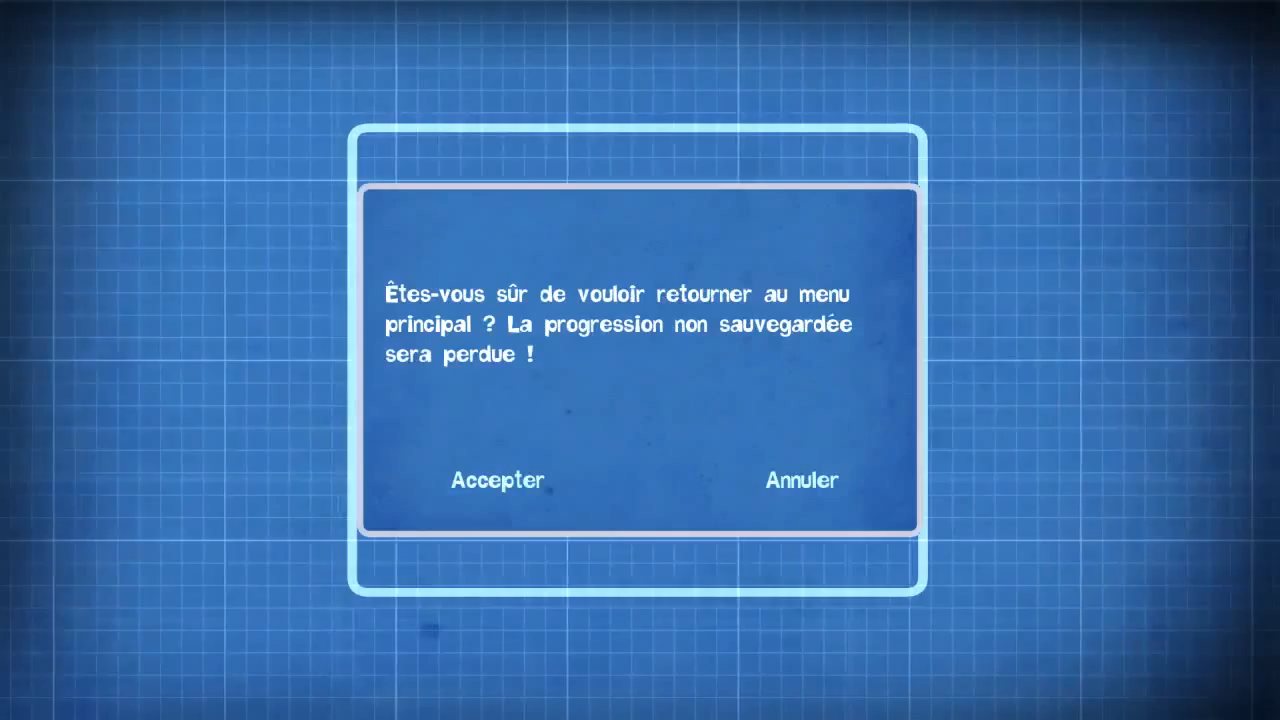 Êtes-vous sûr de vouloir retourner au menu
principal ? La progression non sauvegardée
sera perdue !
Accepter
Annuler